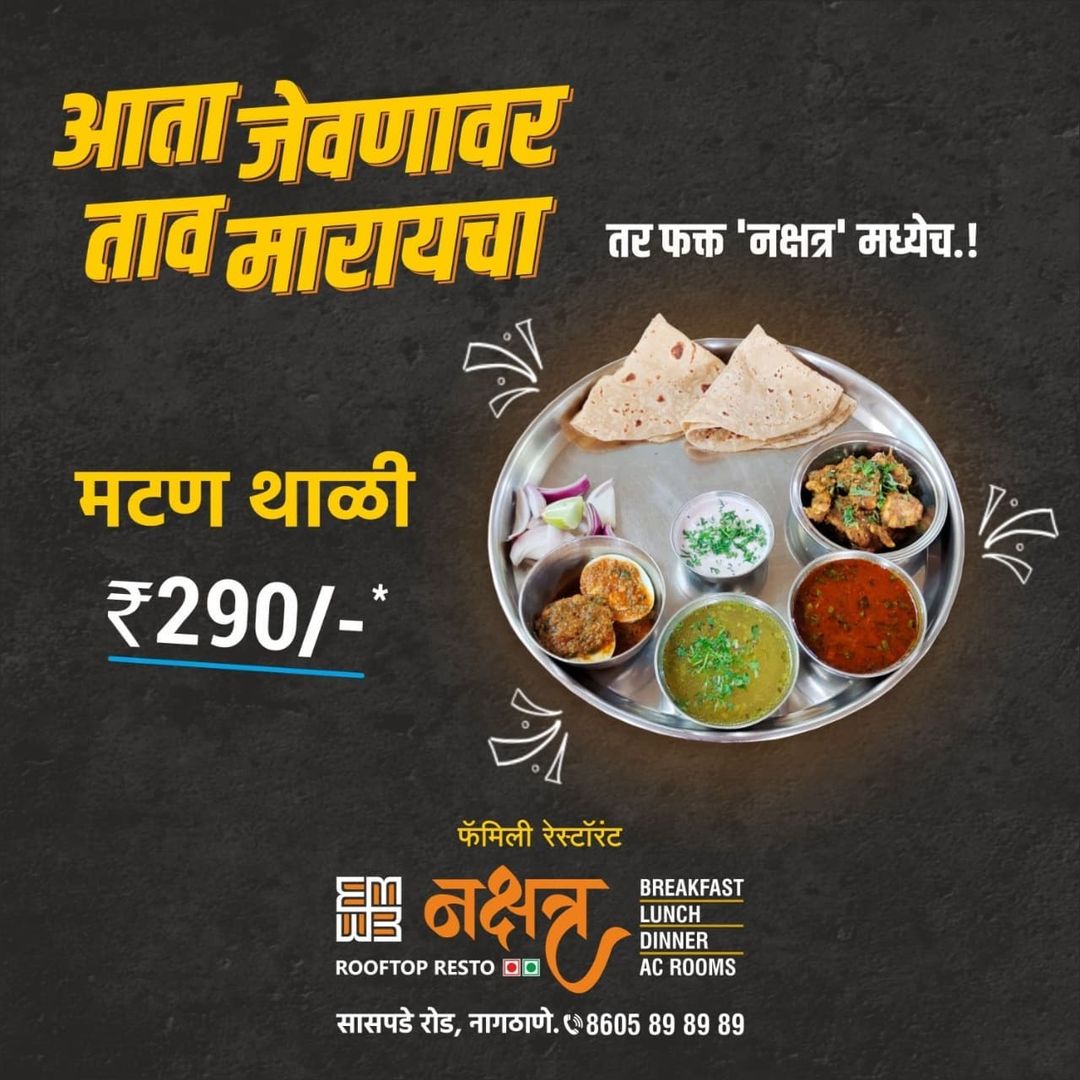 आता जेवणावर
ताव मारायचा
तर फक्त 'नक्षत्र' मध्येच.!
मटण थाळी
₹290/-*
फॅमिली रेस्टॉरंट
नक्षत्र
ROOFTOP RESTO
BREAKFAST
LUNCH
DINNER
AC ROOMS
सासपडे रोड, नागठाणे. 8605 89 89 89